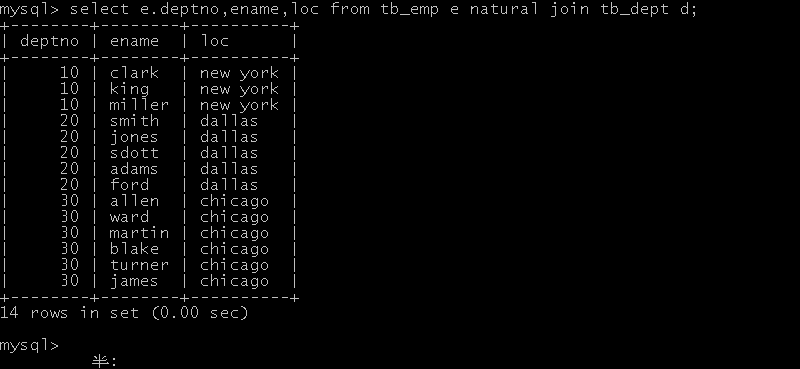 mysql> select e.deptno,ename,loc from tb_emp e natural join tb_dept d;
+--------+--------+----------+
| deptno | ename  | loc      |
+--------+--------+----------+
|     10 | clark  | new york |
|     10 | king   | new york |
|     10 | miller | new york |
|     20 | smith  | dallas   |
|     20 | jones  | dallas   |
|     20 | sdott  | dallas   |
|     20 | adams  | dallas   |
|     20 | ford   | dallas   |
|     30 | allen  | chicago  |
|     30 | ward   | chicago  |
|     30 | martin | chicago  |
|     30 | blake  | chicago  |
|     30 | turner | chicago  |
|     30 | james  | chicago  |
+--------+--------+----------+
14 rows in set (0.00 sec)
mysql>
半: